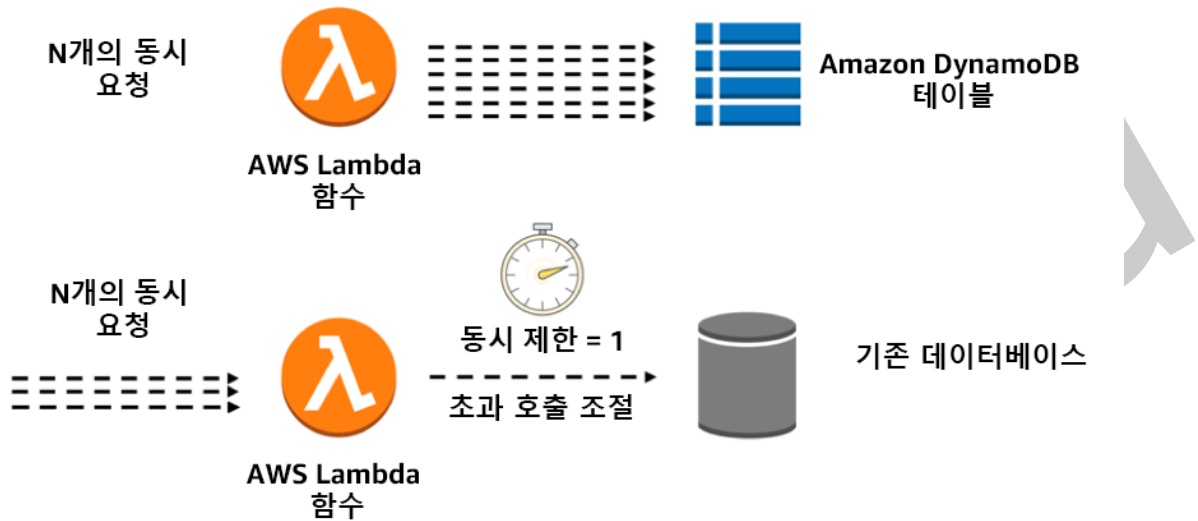 N개의 동시
요청
Amazon DynamoDB
테이블
AWS Lambda
함수
N개의 동시
요청
동시 제한 = 1
초과 호출 조절
기존 데이터베이스
AWS Lambda
함수